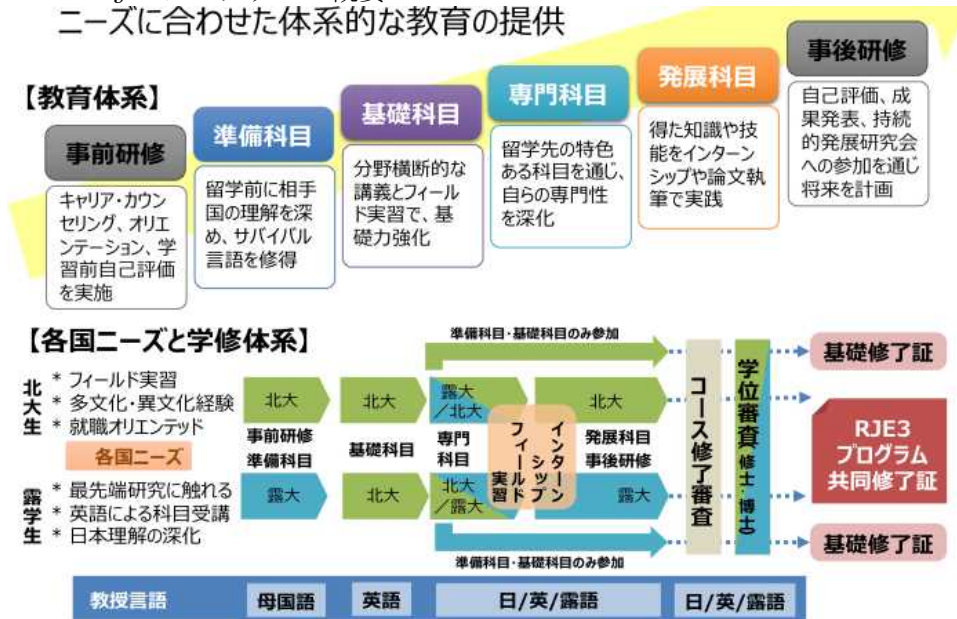 ニーズに合わせた体系的な教育の提供
【教育体系】
事前研修
キャリア・カウン
セリング、オリエ
ンテーション、学
習前自己評価
を実施
準備科目
留学前に相手
国の理解を深
め、サバイバル
言語を修得
基礎科目
分野横断的な
講義とフィール
ド実習で、基
礎力強化
専門科目
留学先の特色
ある科目を通じ、
自らの専門性
を深化
発展科目
得た知識や技
能をインターン
シップや論文執
筆で実践
事後研修
自己評価、成
果発表、持続
的発展研究会
への参加を通じ
将来を計画
【各国ニーズと学修体系】
北大生
* フィールド実習
* 多文化・異文化経験
* 就職オリエンテッド
各国ニーズ
露学生
* 最先端研究に触れる
* 英語による科目受講
* 日本理解の深化
準備科目・基礎科目のみ参加
北大
北大
露大
/北大
北大
事前研修
準備科目
基礎科目
専門
科目
フィールド実習
インターンシップ
発展科目
事後研修
露大
北大
北大
/露大
露大
準備科目・基礎科目のみ参加
コース修了審査
学位審査(修士・博士)
基礎修了証
RJE3
プログラム
共同修了証
基礎修了証
教授言語
母国語
英語
日/英/露語
日/英/露語